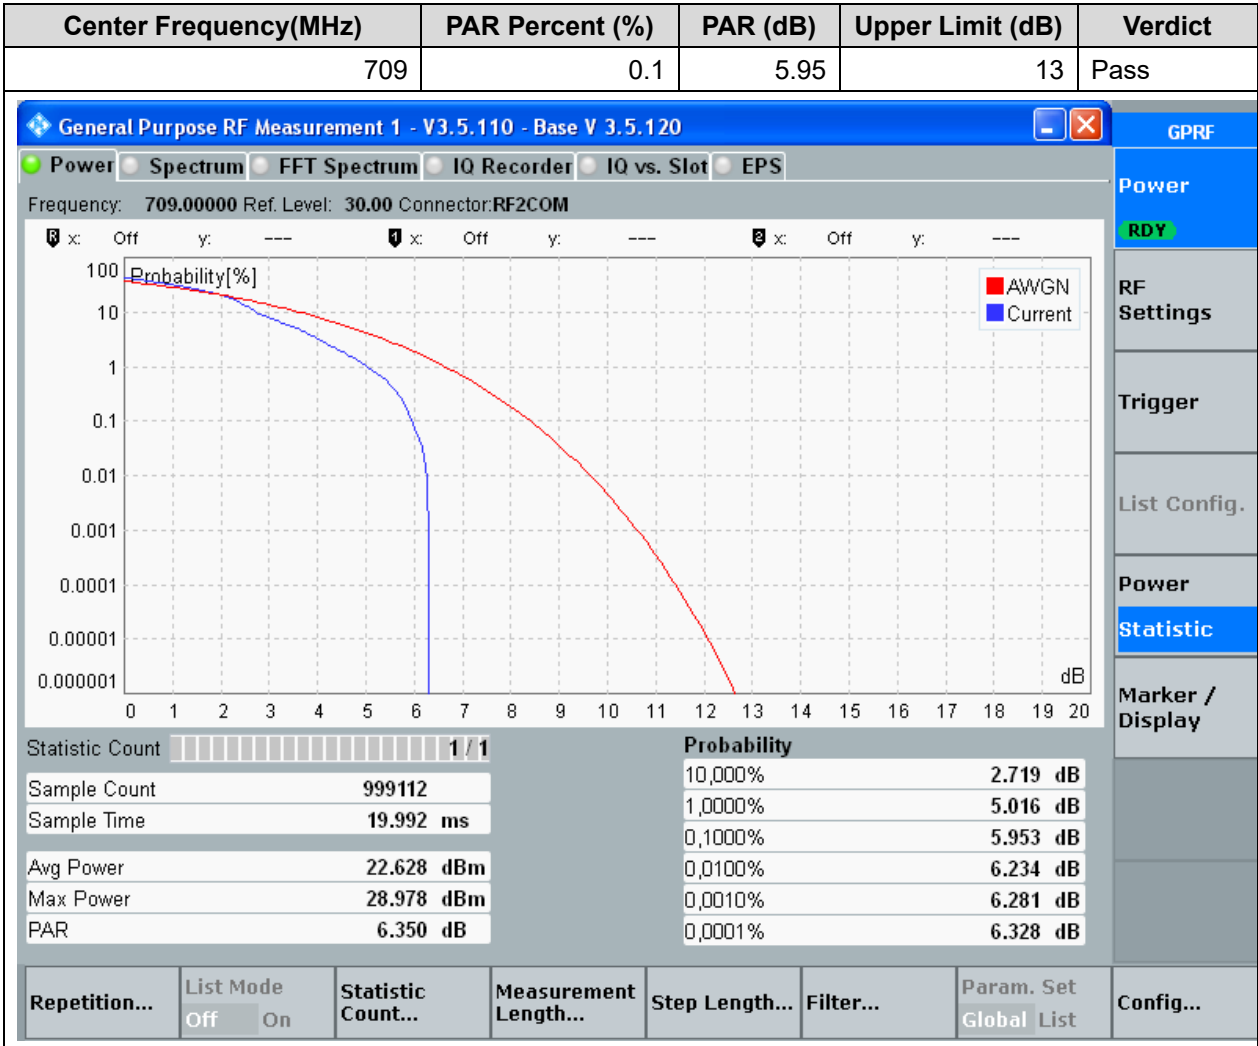 Center Frequency(MHz) PAR Percent (%) PAR (dB) Upper Limit (dB) Verdict
709 0.1 5.95 13 Pass
General Purpose RF Measurement 1 - V3.5.110 - Base V 3.5.120
GPRF
Power Spectrum FFT Spectrum IQ Recorder IQ vs. Slot EPS
Frequency: 709.00000 Ref. Level: 30.00 Connector:RF2COM
R x: Off y: --- 1 x: Off y: --- 2 x: Off y: ---
Probability[%]
100
10
1
0.1
0.01
0.001
0.0001
0.00001
0.000001
AWGN
Current
dB
0 1 2 3 4 5 6 7 8 9 10 11 12 13 14 15 16 17 18 19 20
Statistic Count 1 / 1
Sample Count 999112
Sample Time 19.992 ms
Avg Power 22.628 dBm
Max Power 28.978 dBm
PAR 6.350 dB
Probability
10,000% 2.719 dB
1,0000% 5.016 dB
0,1000% 5.953 dB
0,0100% 6.234 dB
0,0010% 6.281 dB
0,0001% 6.328 dB
Power
RDY
RF
Settings
Trigger
List Config.
Power
Statistic
Marker /
Display
Repetition...
List Mode
Off On
Statistic
Count...
Measurement
Length...
Step Length...
Filter...
Param. Set
Global List
Config...